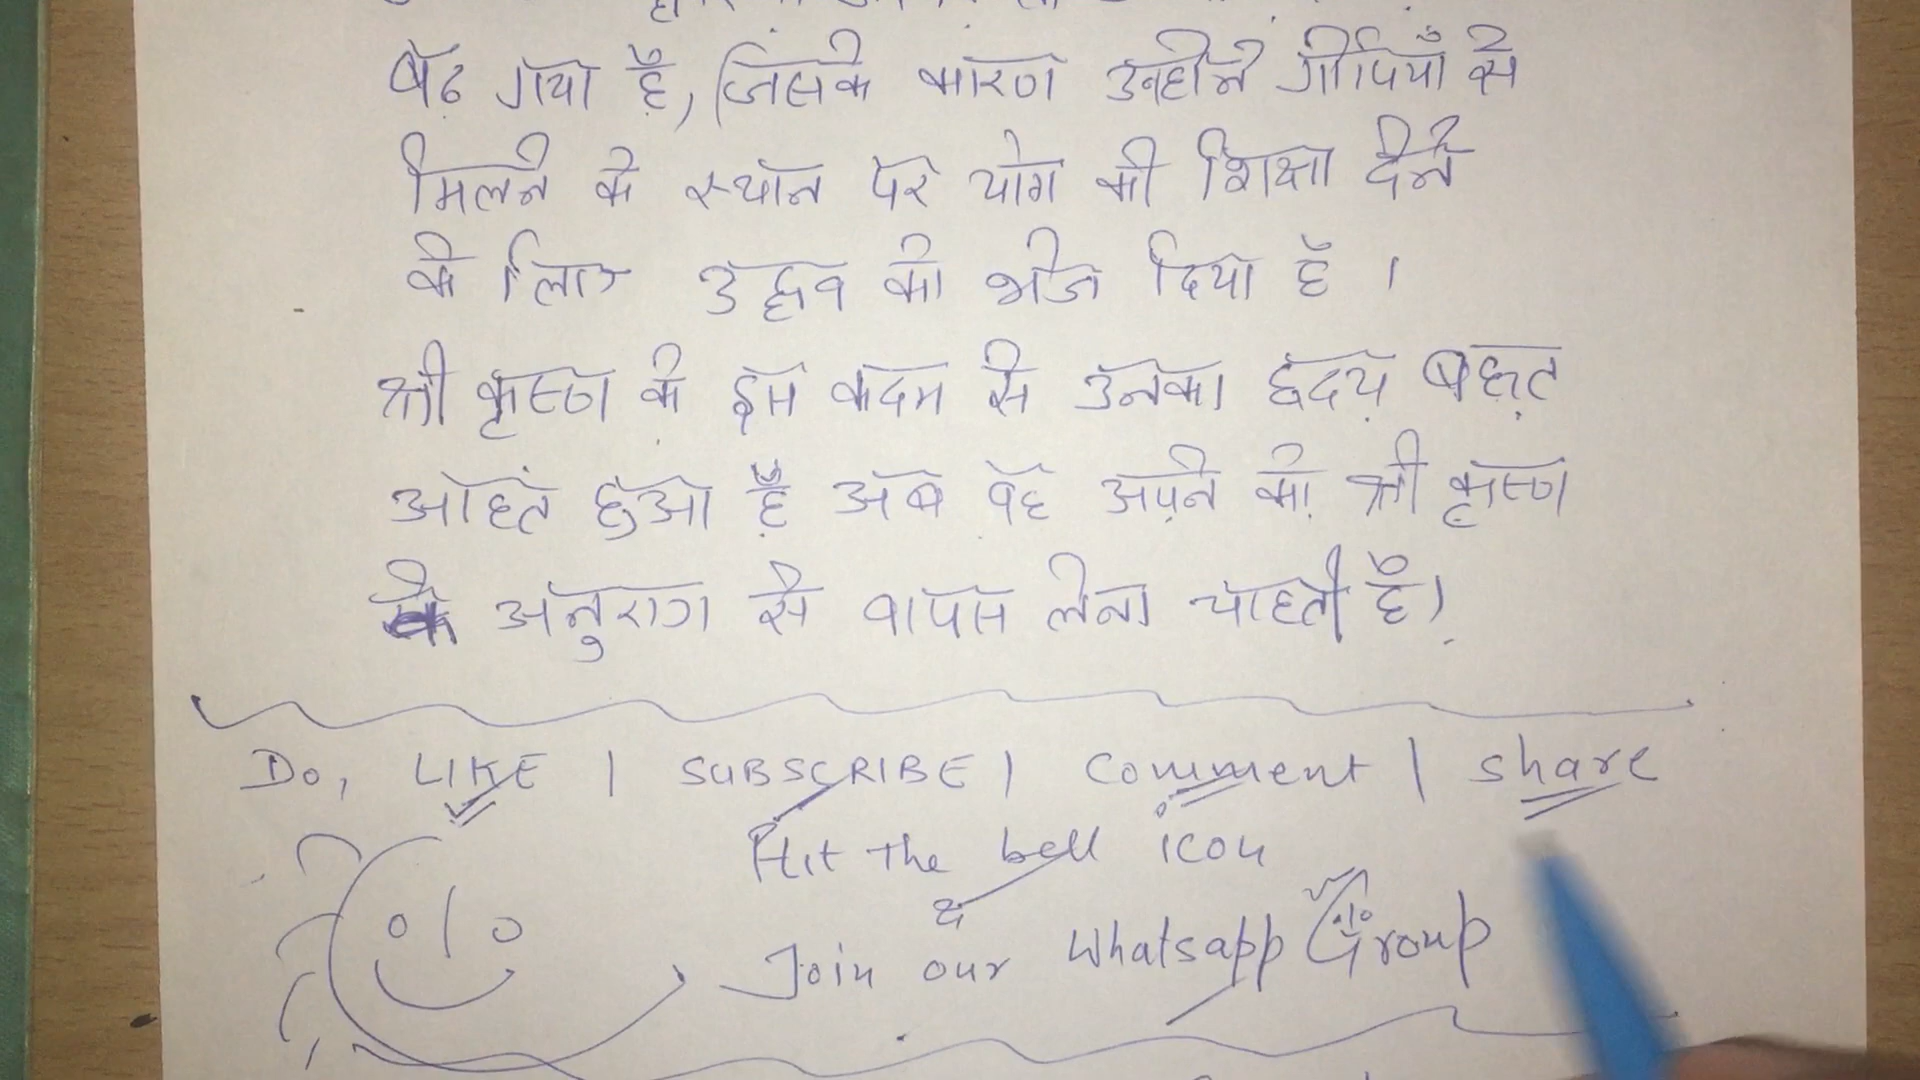 बढ गया है, जिसके कारण उन्होंने गोपियों से
मिलने के स्थान पर योग की शिक्षा देने
के लिए उद्धव को भेज दिया है ।
श्री कृष्ण के इस कदम से उनका हृदय बहुत
आहत हुआ है अब वह अपने को श्री कृष्ण
के अनुराग से वापस लेना चाहती है।
Do, LIKE | SUBSCRIBE | Comment | share
Hit The bell icon
&
Join our Whatsapp Group